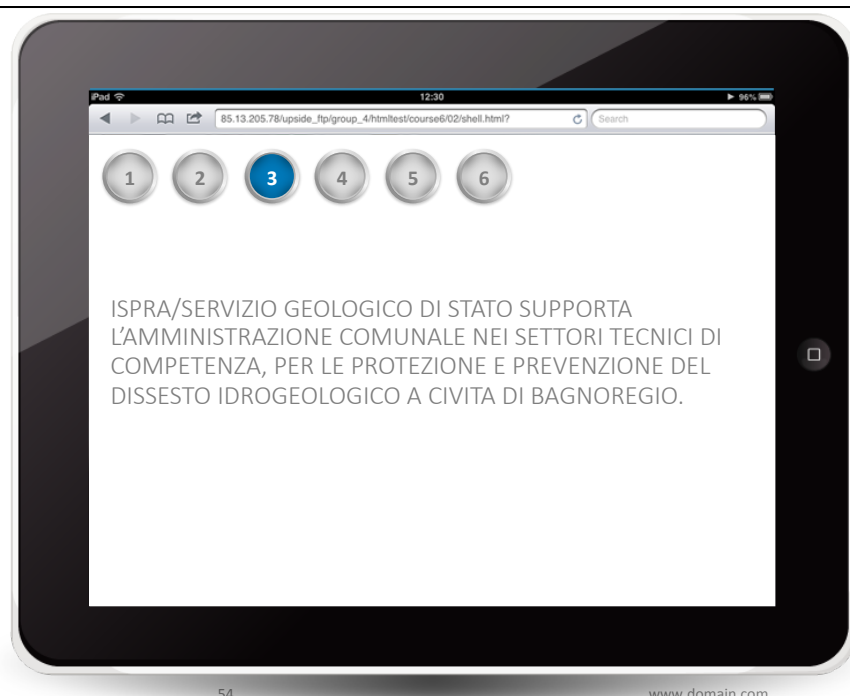 iPad 12:30 96%
85.13.205.78/upside_ftp/group_4/htmltest/course6/02/shell.html? Search
1 2 3 4 5 6
ISPRA/SERVIZIO GEOLOGICO DI STATO SUPPORTA
L'AMMINISTRAZIONE COMUNALE NEI SETTORI TECNICI DI
COMPETENZA, PER LE PROTEZIONE E PREVENZIONE DEL
DISSESTO IDROGEOLOGICO A CIVITA DI BAGNOREGIO.
54 www.domain.com